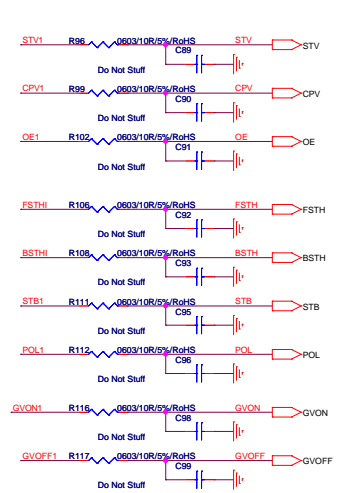 STV1 R96 0603/10R/5%/RoHS STV STV
C89
Do Not Stuff
CPV1 R99 0603/10R/5%/RoHS CPV CPV
C90
Do Not Stuff
OE1 R102 0603/10R/5%/RoHS OE OE
C91
Do Not Stuff
FSTHI R106 0603/10R/5%/RoHS FSTH FSTH
C92
Do Not Stuff
BSTHI R108 0603/10R/5%/RoHS BSTH BSTH
C93
Do Not Stuff
STB1 R111 0603/10R/5%/RoHS STB STB
C95
Do Not Stuff
POL1 R112 0603/10R/5%/RoHS POL POL
C96
Do Not Stuff
GVON1 R116 0603/10R/5%/RoHS GVON GVON
C98
Do Not Stuff
GVOFF1 R117 0603/10R/5%/RoHS GVOFF GVOFF
C99
Do Not Stuff